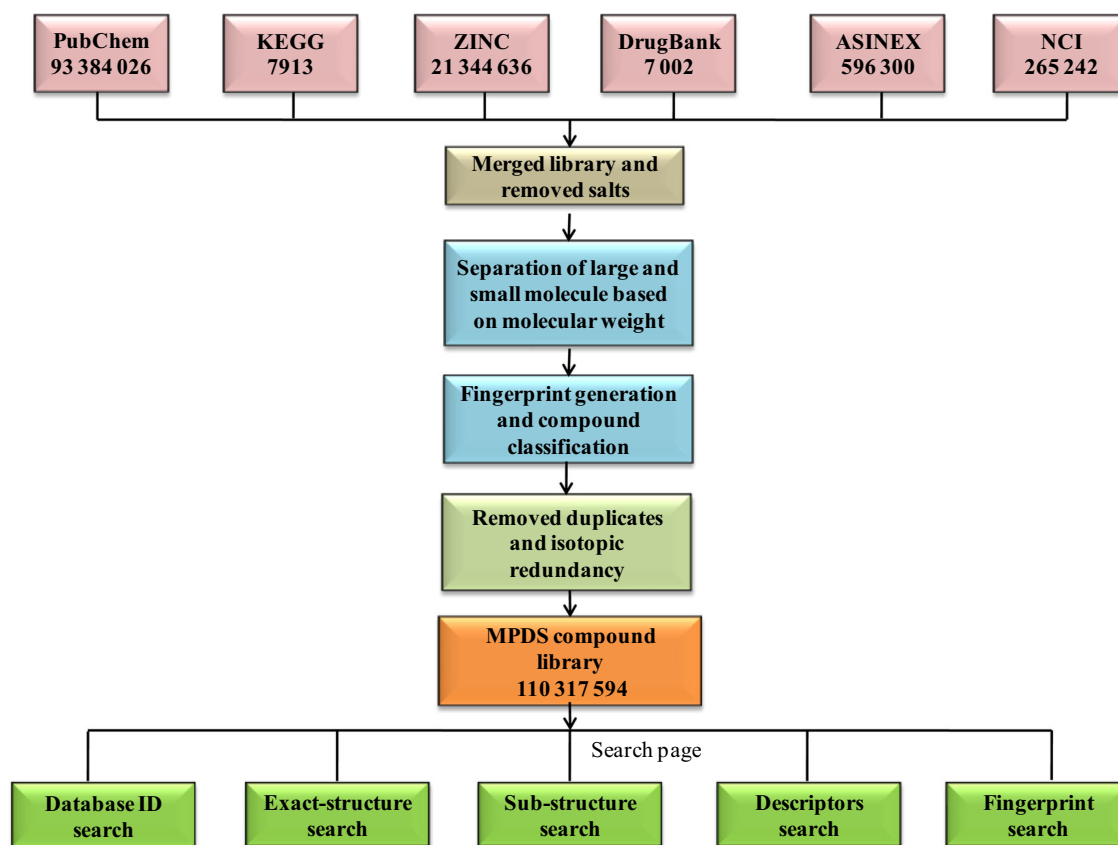 PubChem
93 384 026
KEGG
7913
ZINC
21 344 636
DrugBank
7 002
ASINEX
596 300
NCI
265 242
Merged library and
removed salts
Separation of large and
small molecule based
on molecular weight
Fingerprint generation
and compound
classification
Removed duplicates
and isotopic
redundancy
MPDS compound
library
110 317 594
Search page
Database ID
search
Exact-structure
search
Sub-structure
search
Descriptors
search
Fingerprint
search